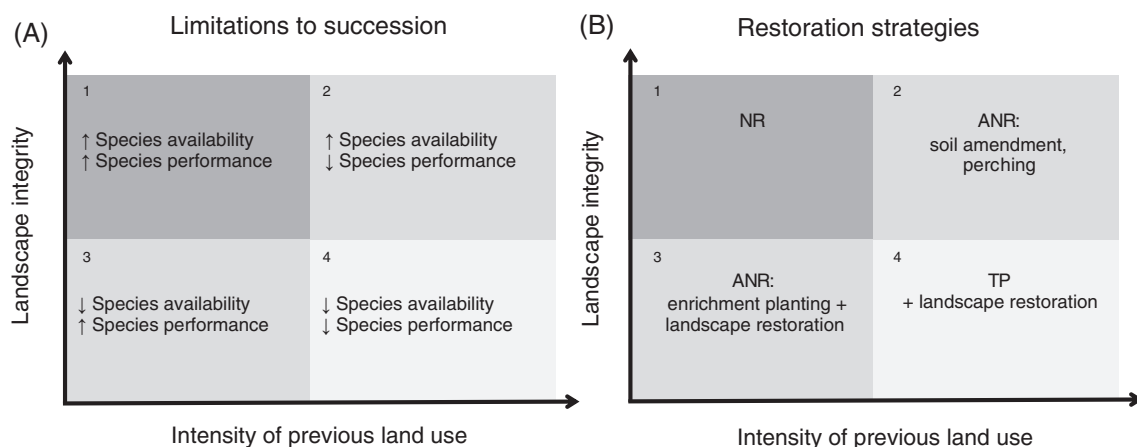 (A)
Limitations to succession
Landscape integrity
1
↑ Species availability
↑ Species performance
2
↑ Species availability
↓ Species performance
3
↓ Species availability
↑ Species performance
4
↓ Species availability
↓ Species performance
Intensity of previous land use
(B)
Restoration strategies
Landscape integrity
1
NR
2
ANR:
soil amendment,
perching
3
ANR:
enrichment planting +
landscape restoration
4
TP
+ landscape restoration
Intensity of previous land use